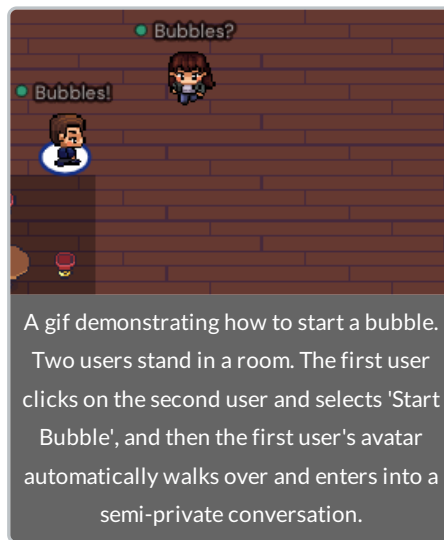 Bubbles?
Bubbles!
A gif demonstrating how to start a bubble.
Two users stand in a room. The first user
clicks on the second user and selects 'Start
Bubble', and then the first user's avatar
automatically walks over and enters into a
semi-private conversation.